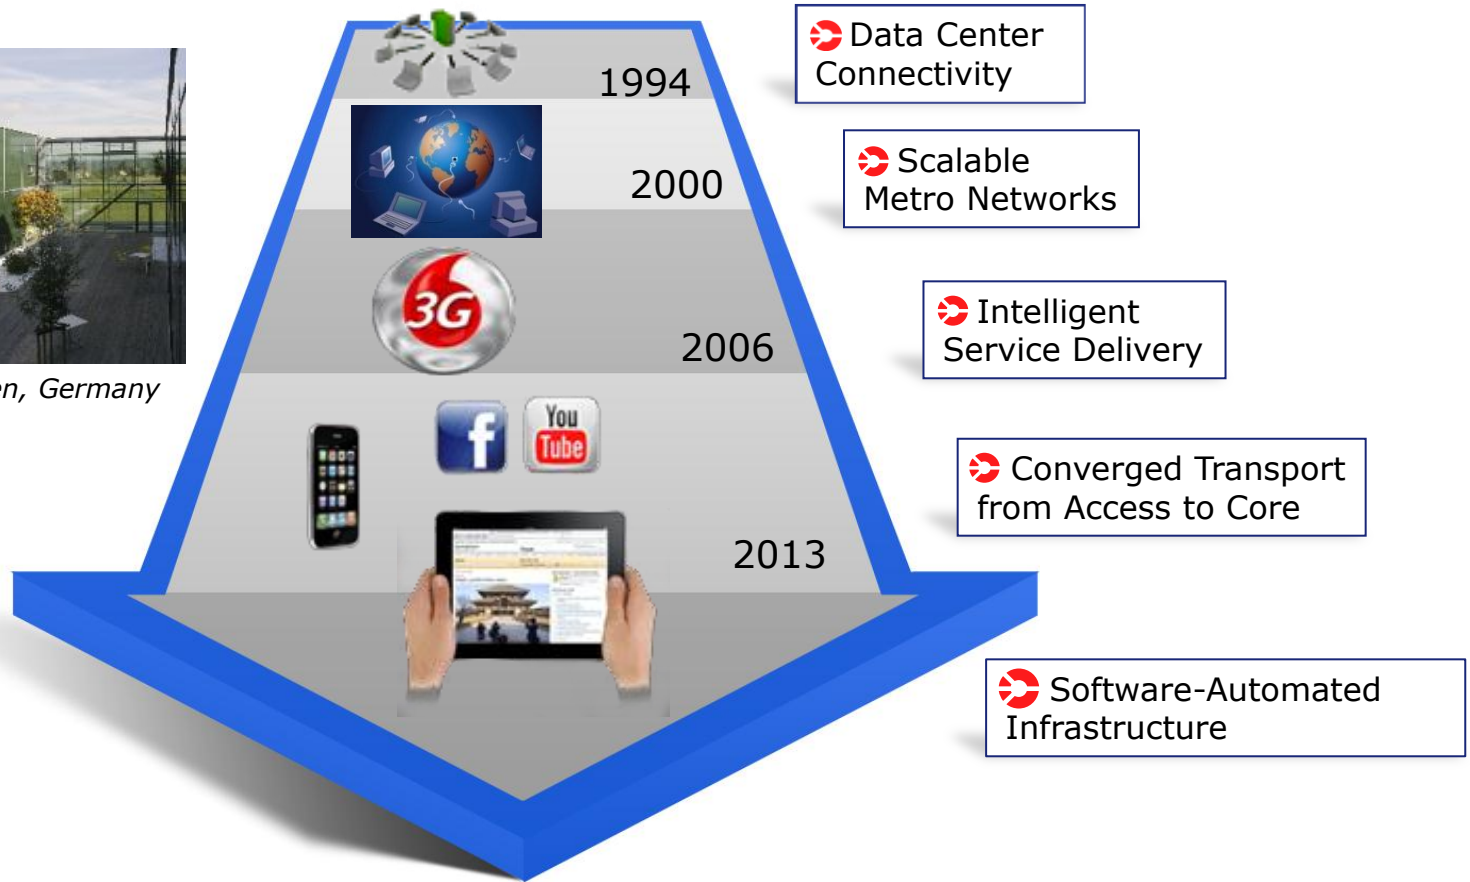 1994
Data Center
Connectivity
2000
Scalable
Metro Networks
3G
2006
Intelligent
Service Delivery
Germany
f
You
Tube
2013
Converged Transport
from Access to Core
Software-Automated
Infrastructure